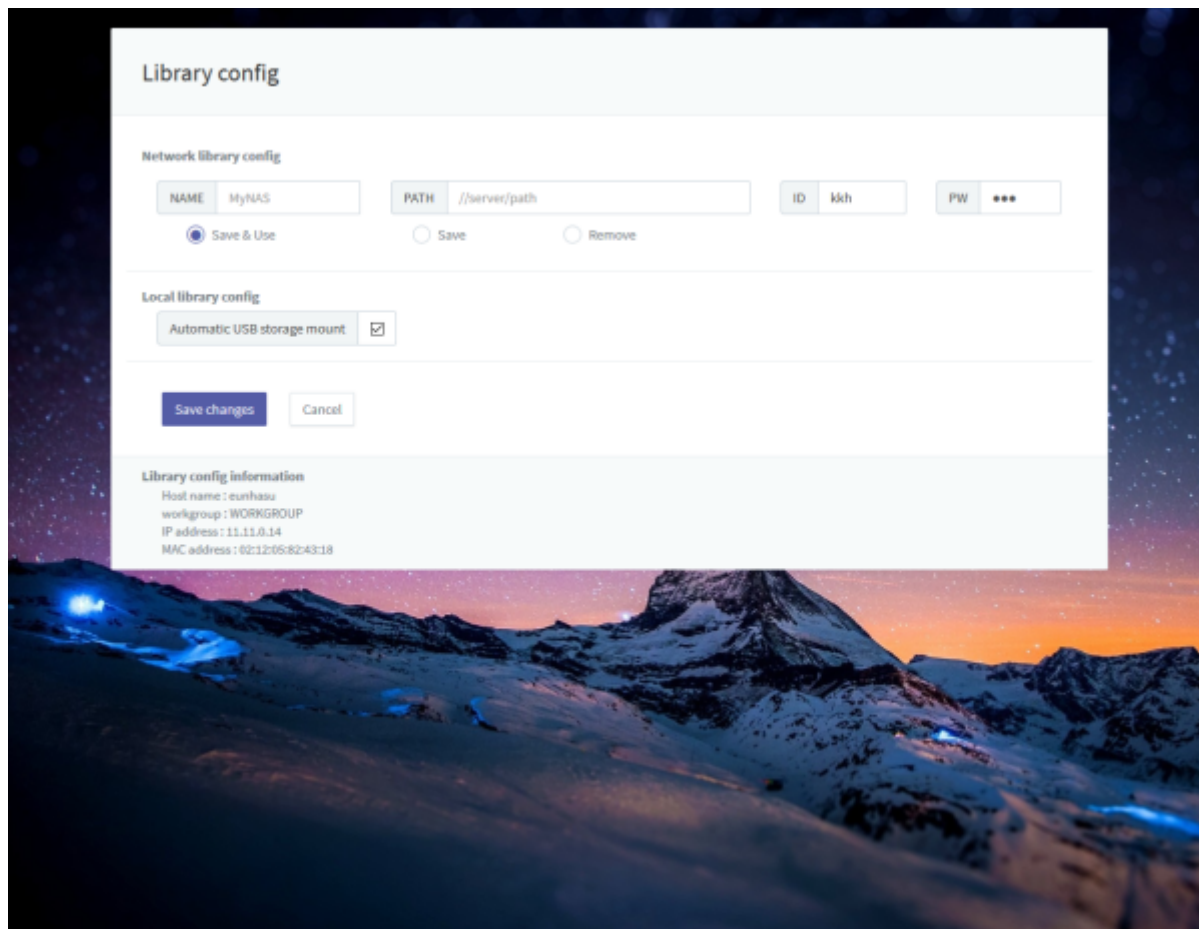 Library config
Network library config
NAME MyNAS PATH //server/path ID kkh PW •••
Save & Use Save Remove
Local library config
Automatic USB storage mount
Save changes Cancel
Library config information
Host name : eunhasu
workgroup : WORKGROUP
IP address : 11.11.0.14
MAC address : 02:12:05:82:43:18